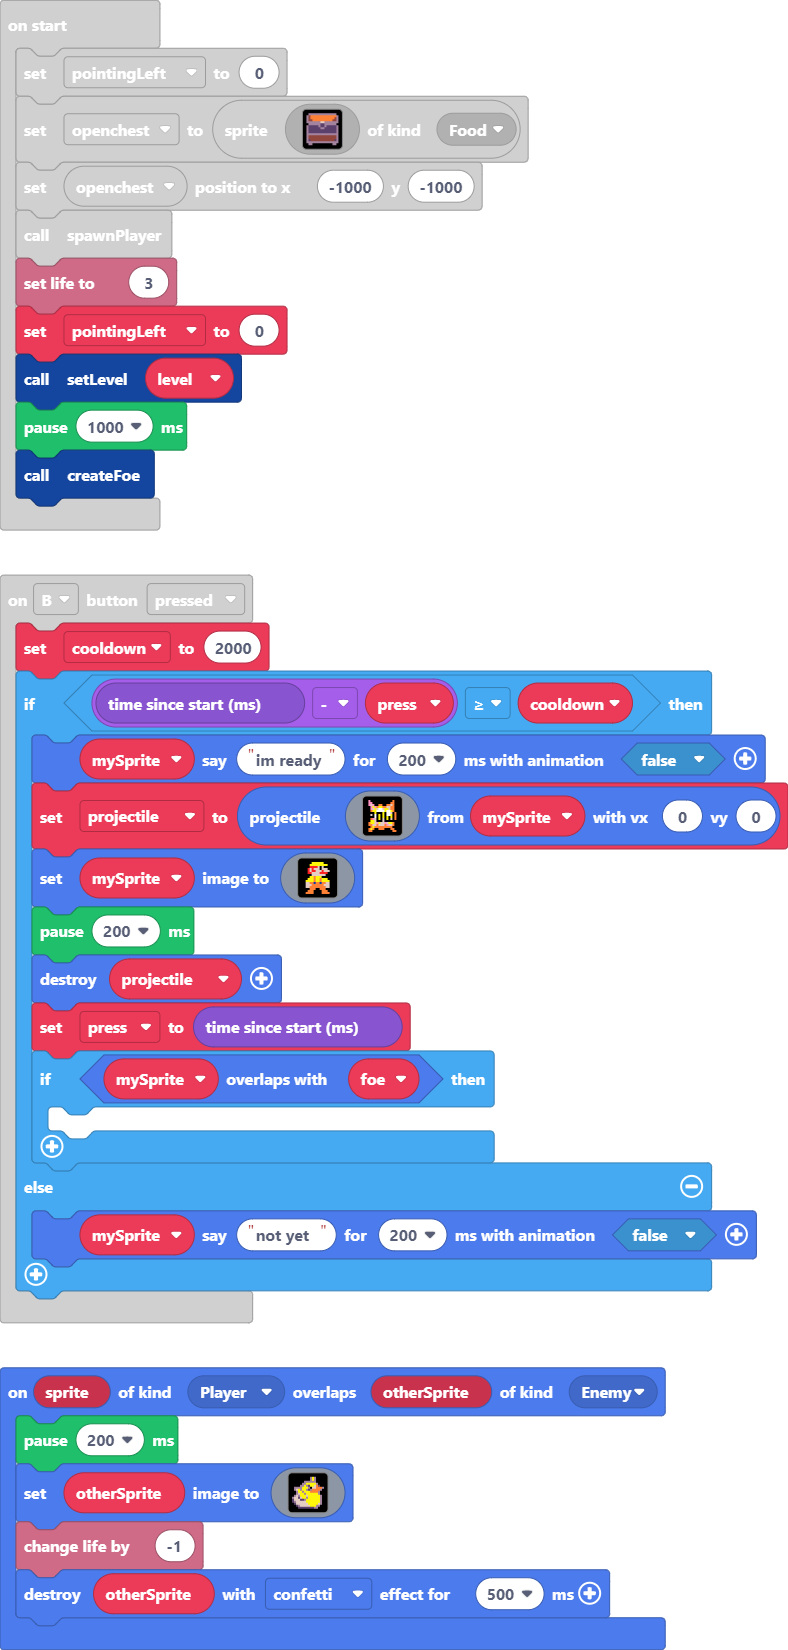 on start
set pointingLeft to 0
set openchest to sprite of kind Food
set openchest position to x -1000 y -1000
call spawnPlayer
set life to 3
set pointingLeft to 0
call setLevel level
pause 1000 ms
call createFoe
on B button pressed
set cooldown to 2000
if time since start (ms) - press ≥ cooldown then
mySprite say "im ready" for 200 ms with animation false
set projectile to projectile POW from mySprite with vx 0 vy 0
set mySprite image to
pause 200 ms
destroy projectile
set press to time since start (ms)
if mySprite overlaps with foe then
else
mySprite say "not yet" for 200 ms with animation false
on sprite of kind Player overlaps otherSprite of kind Enemy
pause 200 ms
set otherSprite image to
change life by -1
destroy otherSprite with confetti effect for 500 ms